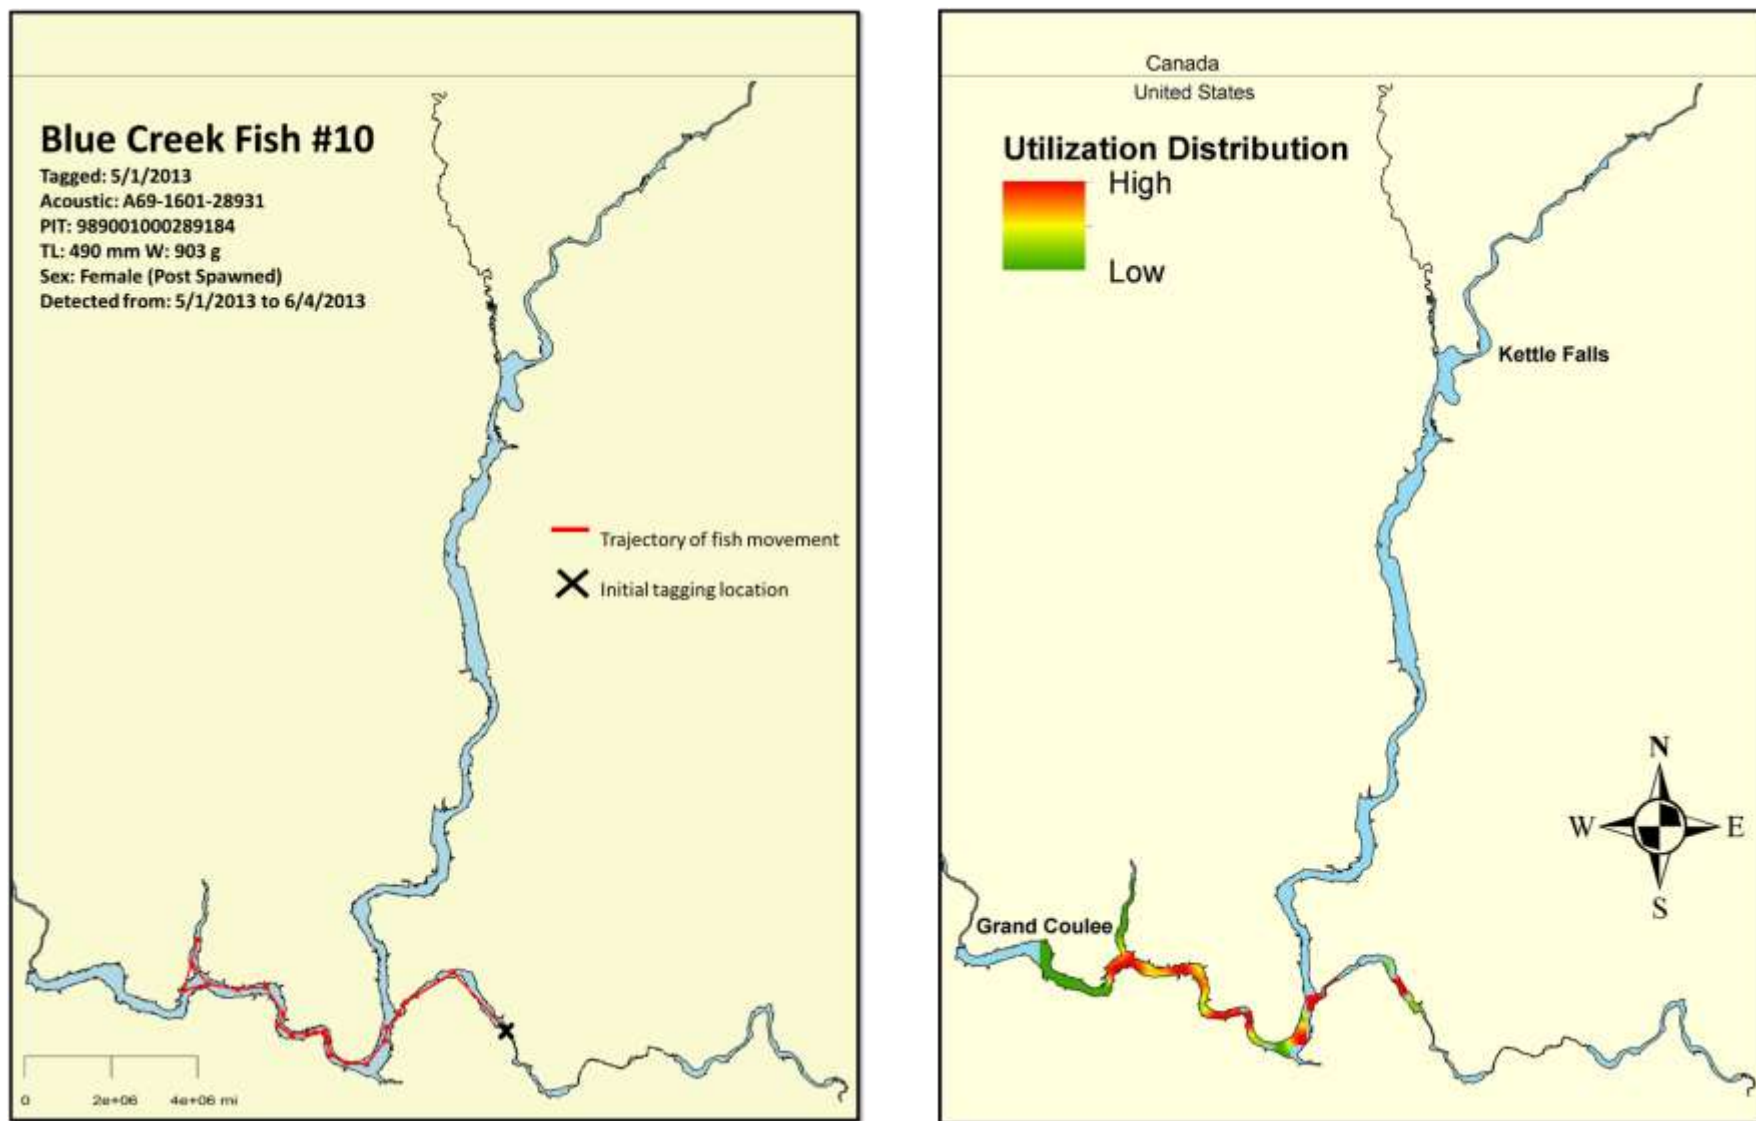 Blue Creek Fish #10
Tagged: 5/1/2013
Acoustic: A69-1601-28931
PIT: 989001000289184
TL: 490 mm W: 903 g
Sex: Female (Post Spawned)
Detected from: 5/1/2013 to 6/4/2013
Trajectory of fish movement
Initial tagging location
0 2e+06 4e+06 mi
Canada
United States
Utilization Distribution
High
Low
Kettle Falls
N
W E
S
Grand Coulee